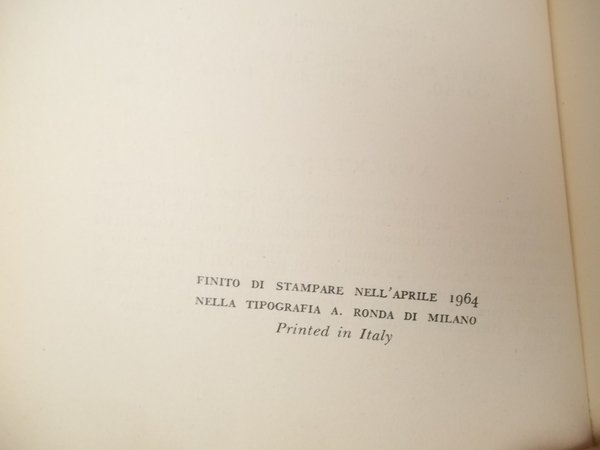 FINITO DI STAMPARE NELL'APRILE 1964
NELLA TIPOGRAFIA A. RONDA DI MILANO
Printed in Italy